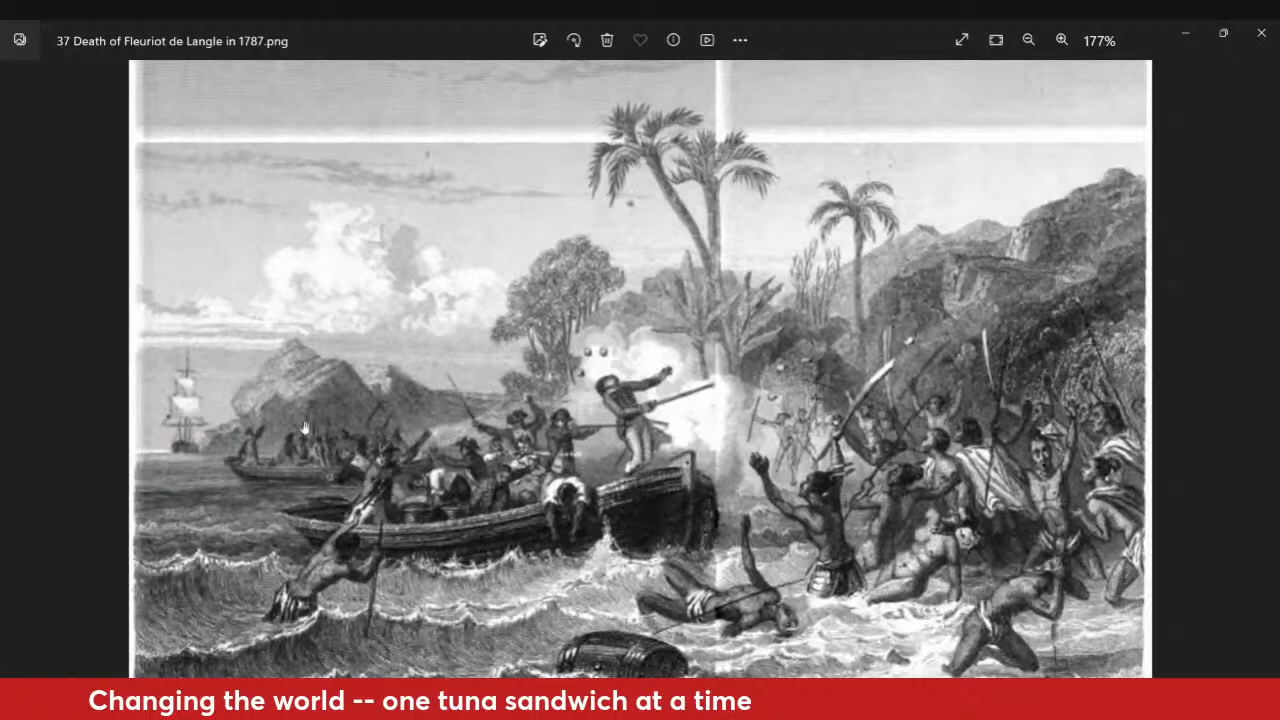 37 Death of Fleuriot de Langle in 1787.png
177%
Changing the world -- one tuna sandwich at a time